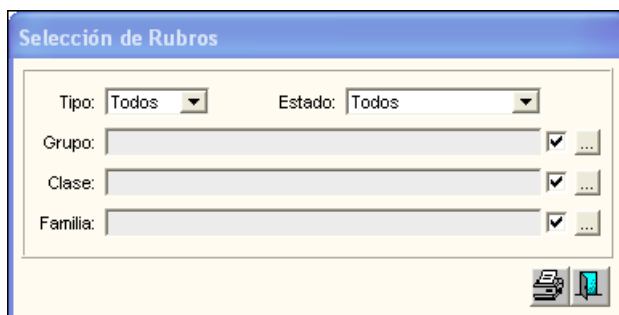 Selección de Rubros
Tipo: Todos Estado: Todos
Grupo: ...
Clase: ...
Familia: ...